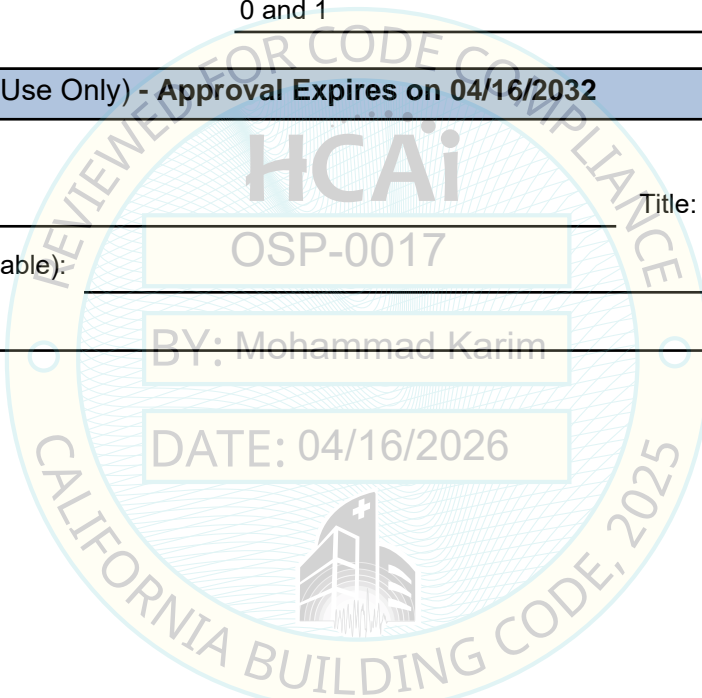 0 and 1
Use Only) - Approval Expires on 04/16/2032
REVIEWED FOR CODE COMPLIANCE
HCAi
Title:
OSP-0017
able):
BY: Mohammad Karim
DATE: 04/16/2026
CALIFORNIA BUILDING CODE, 2025